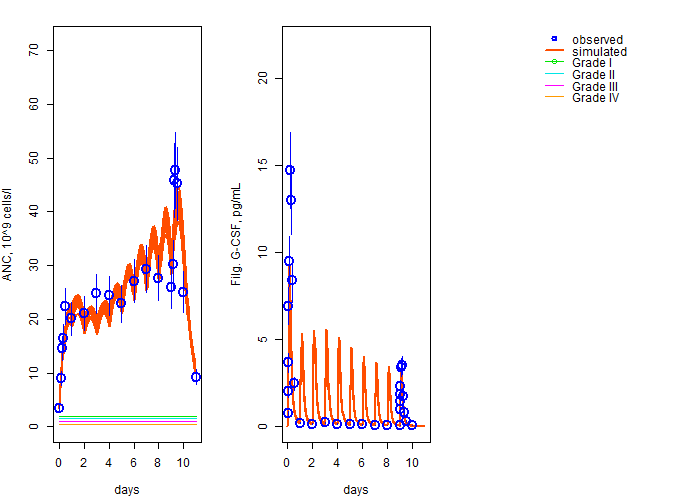 70
60
50
40
30
20
10
0
ANC, 10^9 cells/l
0 2 4 6 8 10
days
20
15
10
5
0
Filg, G-CSF, pg/mL
0 2 4 6 8 10
days
observed
simulated
Grade I
Grade II
Grade III
Grade IV